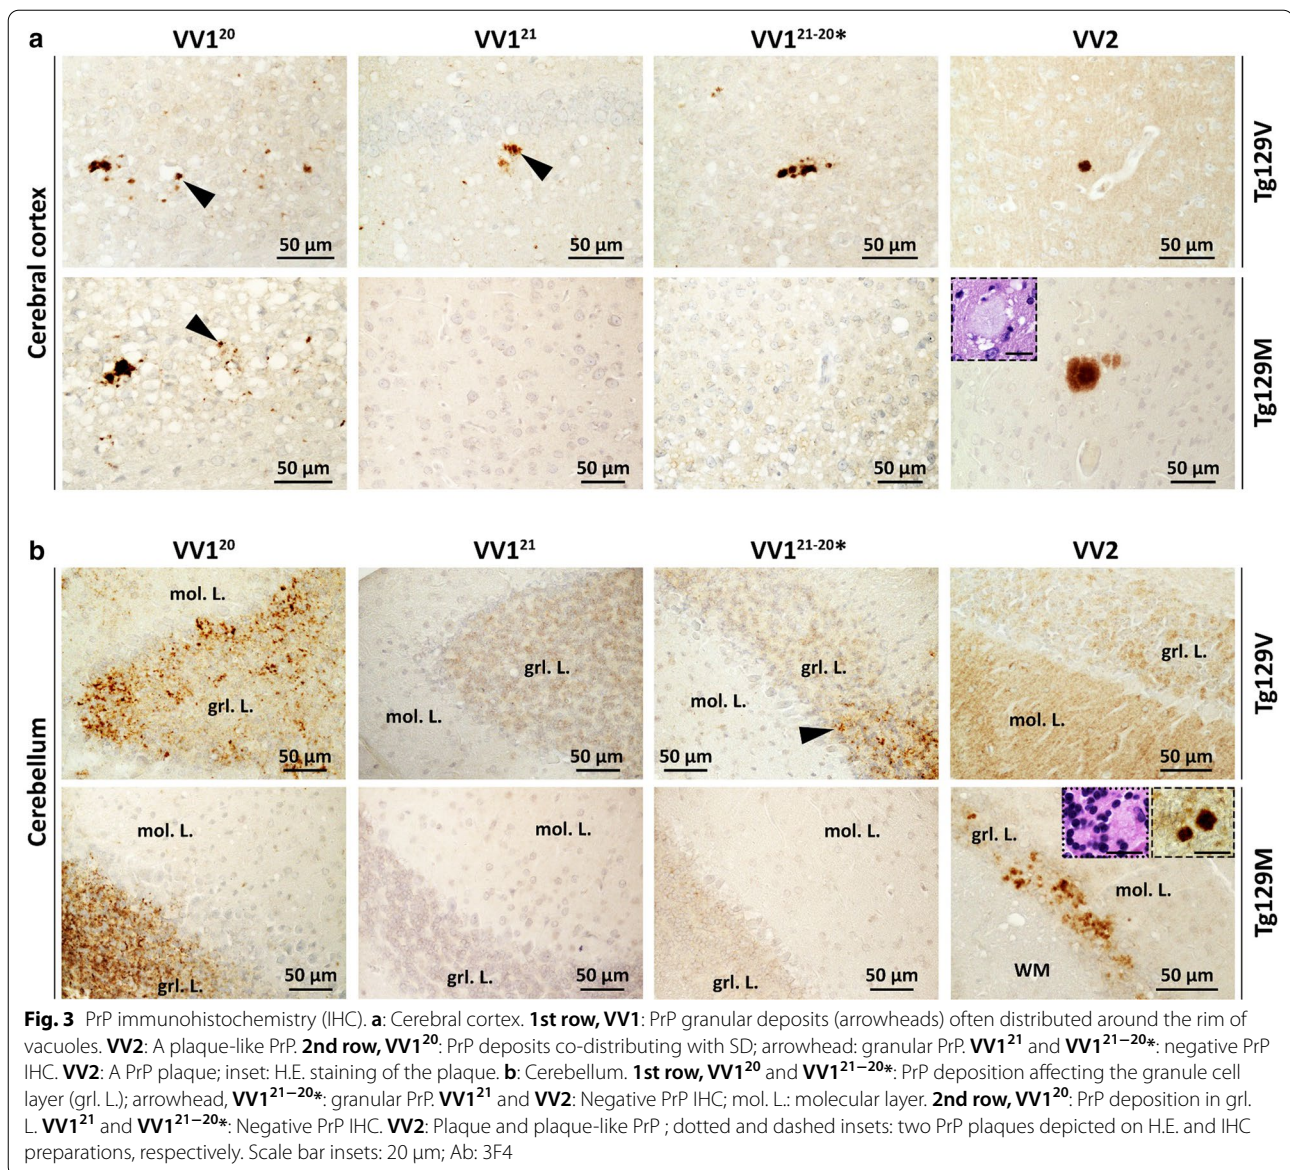 a
VV1²⁰ VV1²¹ VV1²¹⁻²⁰* VV2
Cerebral cortex
Tg129V
50 µm 50 µm 50 µm 50 µm
Tg129M
50 µm 50 µm 50 µm 50 µm
b
VV1²⁰ VV1²¹ VV1²¹⁻²⁰* VV2
Cerebellum
Tg129V
mol. L. grl. L. 50 µm
grl. L. mol. L. 50 µm
grl. L. mol. L. 50 µm
grl. L. mol. L. 50 µm
Tg129M
mol. L. grl. L. 50 µm
mol. L. grl. L. 50 µm
mol. L. grl. L. 50 µm
grl. L. mol. L. WM 50 µm
Fig. 3 PrP immunohistochemistry (IHC). a: Cerebral cortex. 1st row, VV1: PrP granular deposits (arrowheads) often distributed around the rim of
vacuoles. VV2: A plaque-like PrP. 2nd row, VV1²⁰: PrP deposits co-distributing with SD; arrowhead: granular PrP. VV1²¹ and VV1²¹⁻²⁰*: negative PrP
IHC. VV2: A PrP plaque; inset: H.E. staining of the plaque. b: Cerebellum. 1st row, VV1²⁰ and VV1²¹⁻²⁰*: PrP deposition affecting the granule cell
layer (grl. L.); arrowhead, VV1²¹⁻²⁰*: granular PrP. VV1²¹ and VV2: Negative PrP IHC; mol. L.: molecular layer. 2nd row, VV1²⁰: PrP deposition in grl.
L. VV1²¹ and VV1²¹⁻²⁰*: Negative PrP IHC. VV2: Plaque and plaque-like PrP ; dotted and dashed insets: two PrP plaques depicted on H.E. and IHC
preparations, respectively. Scale bar insets: 20 µm; Ab: 3F4